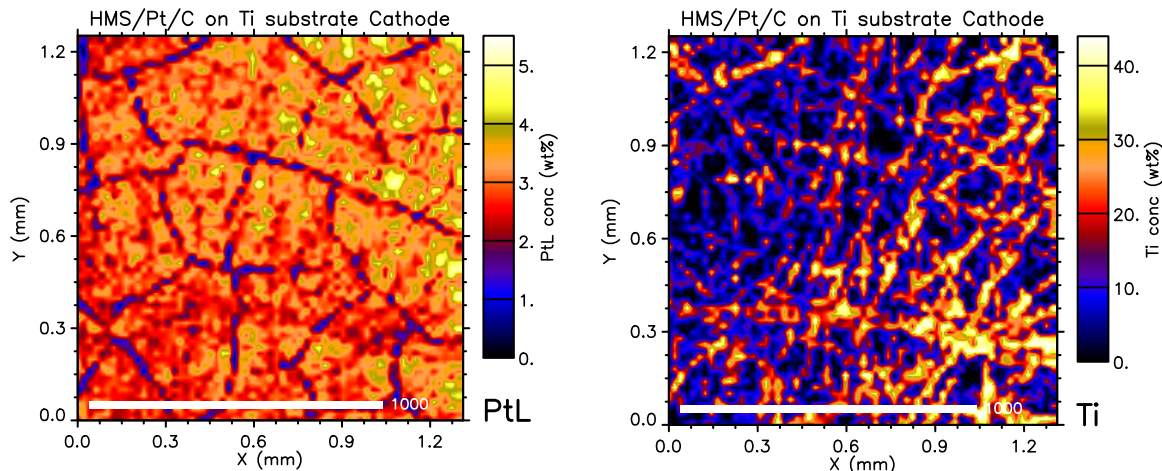 HMS/Pt/C on Ti substrate Cathode
1.2
0.9
0.6
0.3
0.0
Y (mm)
0.0 0.3 0.6 0.9 1.2
X (mm)
1000
5.
4.
3.
2.
1.
0.
PtL conc (wt%)
PtL
HMS/Pt/C on Ti substrate Cathode
1.2
0.9
0.6
0.3
0.0
Y (mm)
0.0 0.3 0.6 0.9 1.2
X (mm)
1000
40.
30.
20.
10.
0.
Ti conc (wt%)
Ti